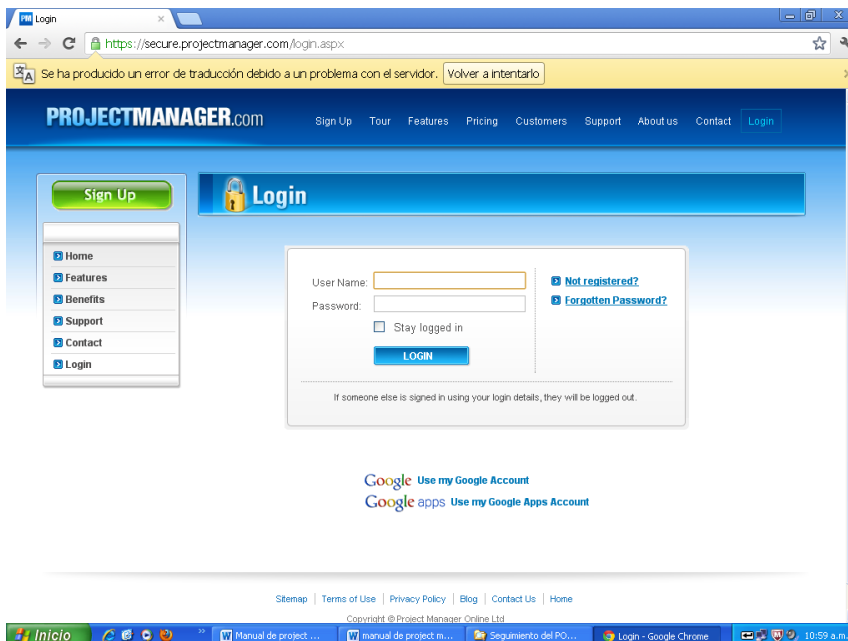 PM Login
https://secure.projectmanager.com/login.aspx
Se ha producido un error de traducción debido a un problema con el servidor. Volver a intentarlo
PROJECTMANAGER.com
Sign Up Tour Features Pricing Customers Support About us Contact Login
Sign Up
Login
Home
Features
Benefits
Support
Contact
Login
User Name:
Password:
Stay logged in
LOGIN
Not registered?
Forgotten Password?
If someone else is signed in using your login details, they will be logged out.
Google Use my Google Account
Google apps Use my Google Apps Account
Sitemap | Terms of Use | Privacy Policy | Blog | Contact Us | Home
Copyright © Project Manager Online Ltd
Inicio
Manual de project ...
manual de project m...
Seguimiento del PO...
Login - Google Chrome
10:59 a.m.